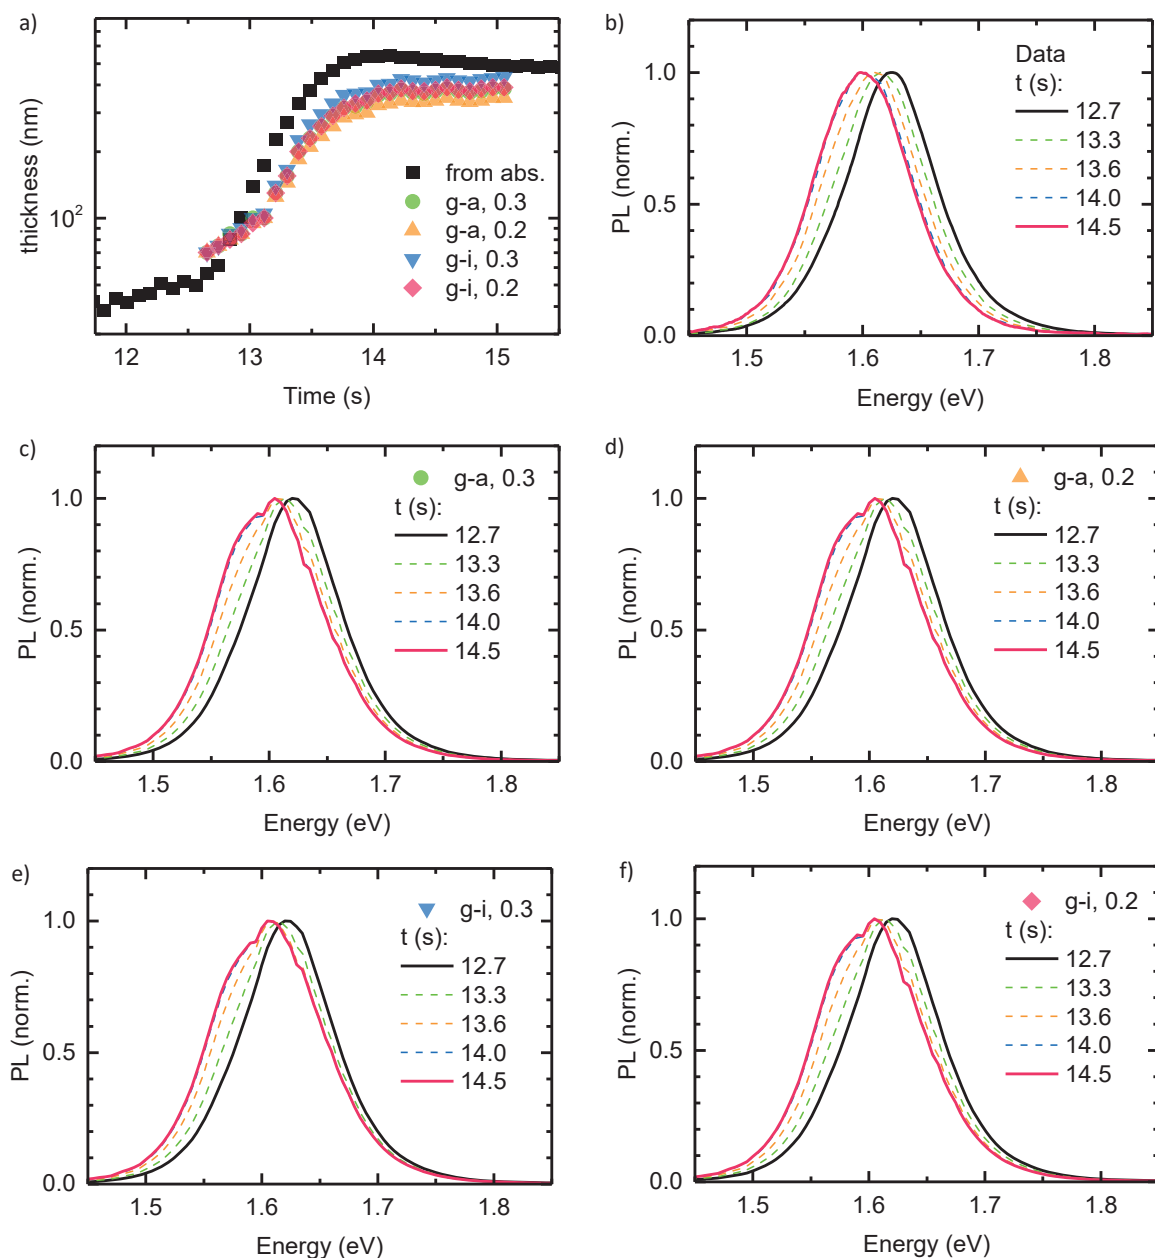 a)
thickness (nm)
10²
from abs.
g-a, 0.3
g-a, 0.2
g-i, 0.3
g-i, 0.2
12 13 14 15
Time (s)
b)
PL (norm.)
1.0
0.5
0.0
Data
t (s):
12.7
13.3
13.6
14.0
14.5
1.5 1.6 1.7 1.8
Energy (eV)
c)
PL (norm.)
1.0
0.5
0.0
g-a, 0.3
t (s):
12.7
13.3
13.6
14.0
14.5
1.5 1.6 1.7 1.8
Energy (eV)
d)
PL (norm.)
1.0
0.5
0.0
g-a, 0.2
t (s):
12.7
13.3
13.6
14.0
14.5
1.5 1.6 1.7 1.8
Energy (eV)
e)
PL (norm.)
1.0
0.5
0.0
g-i, 0.3
t (s):
12.7
13.3
13.6
14.0
14.5
1.5 1.6 1.7 1.8
Energy (eV)
f)
PL (norm.)
1.0
0.5
0.0
g-i, 0.2
t (s):
12.7
13.3
13.6
14.0
14.5
1.5 1.6 1.7 1.8
Energy (eV)